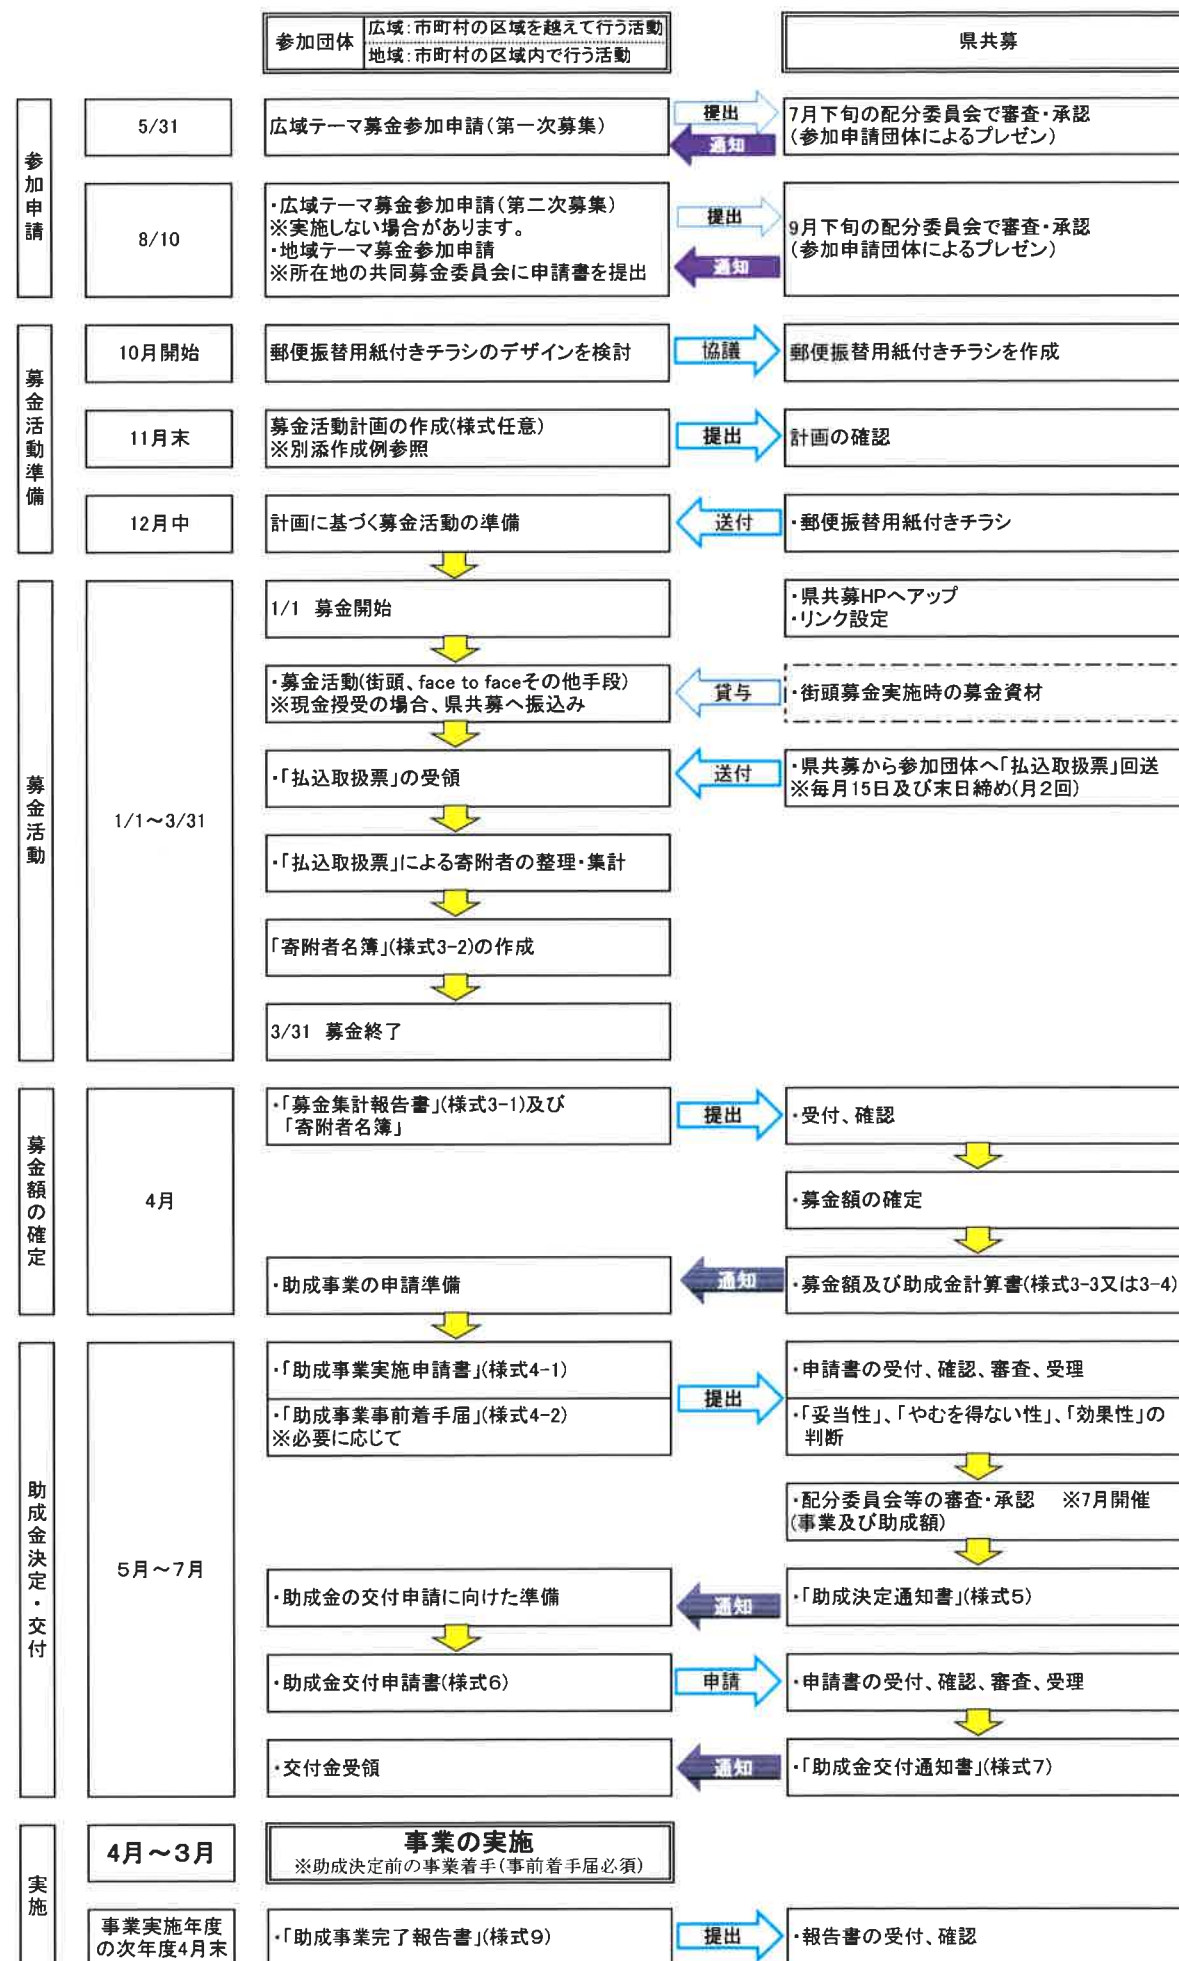 参加団体
広域:市町村の区域を越えて行う活動
地域:市町村の区域内で行う活動
県共募
参加申請
5/31
広域テーマ募金参加申請(第一次募集)
提出
通知
7月下旬の配分委員会で審査・承認
(参加申請団体によるプレゼン)
8/10
・広域テーマ募金参加申請(第二次募集)
※実施しない場合があります。
・地域テーマ募金参加申請
※所在地の共同募金委員会に申請書を提出
提出
通知
9月下旬の配分委員会で審査・承認
(参加申請団体によるプレゼン)
募金活動準備
10月開始
郵便振替用紙付きチラシのデザインを検討
協議
郵便振替用紙付きチラシを作成
11月末
募金活動計画の作成(様式任意)
※別添作成例参照
提出
計画の確認
12月中
計画に基づく募金活動の準備
送付
・郵便振替用紙付きチラシ
募金活動
1/1～3/31
1/1 募金開始
・県共募HPへアップ
・リンク設定
・募金活動(街頭、face to faceその他手段)
※現金授受の場合、県共募へ振込み
貸与
・街頭募金実施時の募金資材
・「払込取扱票」の受領
送付
・県共募から参加団体へ「払込取扱票」回送
※毎月15日及び末日締め(月2回)
・「払込取扱票」による寄附者の整理・集計
「寄附者名簿」(様式3-2)の作成
3/31 募金終了
募金額の確定
4月
・「募金集計報告書」(様式3-1)及び
「寄附者名簿」
提出
・受付、確認
・募金額の確定
・助成事業の申請準備
通知
・募金額及び助成金計算書(様式3-3又は3-4)
助成金決定・交付
5月～7月
・「助成事業実施申請書」(様式4-1)
・「助成事業事前着手届」(様式4-2)
※必要に応じて
提出
・申請書の受付、確認、審査、受理
・「妥当性」、「やむを得ない性」、「効果性」の
判断
・配分委員会等の審査・承認 ※7月開催
(事業及び助成額)
・助成金の交付申請に向けた準備
通知
・「助成決定通知書」(様式5)
・助成金交付申請書(様式6)
申請
・申請書の受付、確認、審査、受理
・交付金受領
通知
・「助成金交付通知書」(様式7)
実施
4月～3月
事業の実施
※助成決定前の事業着手(事前着手届必須)
事業実施年度
の次年度4月末
・「助成事業完了報告書」(様式9)
提出
・報告書の受付、確認